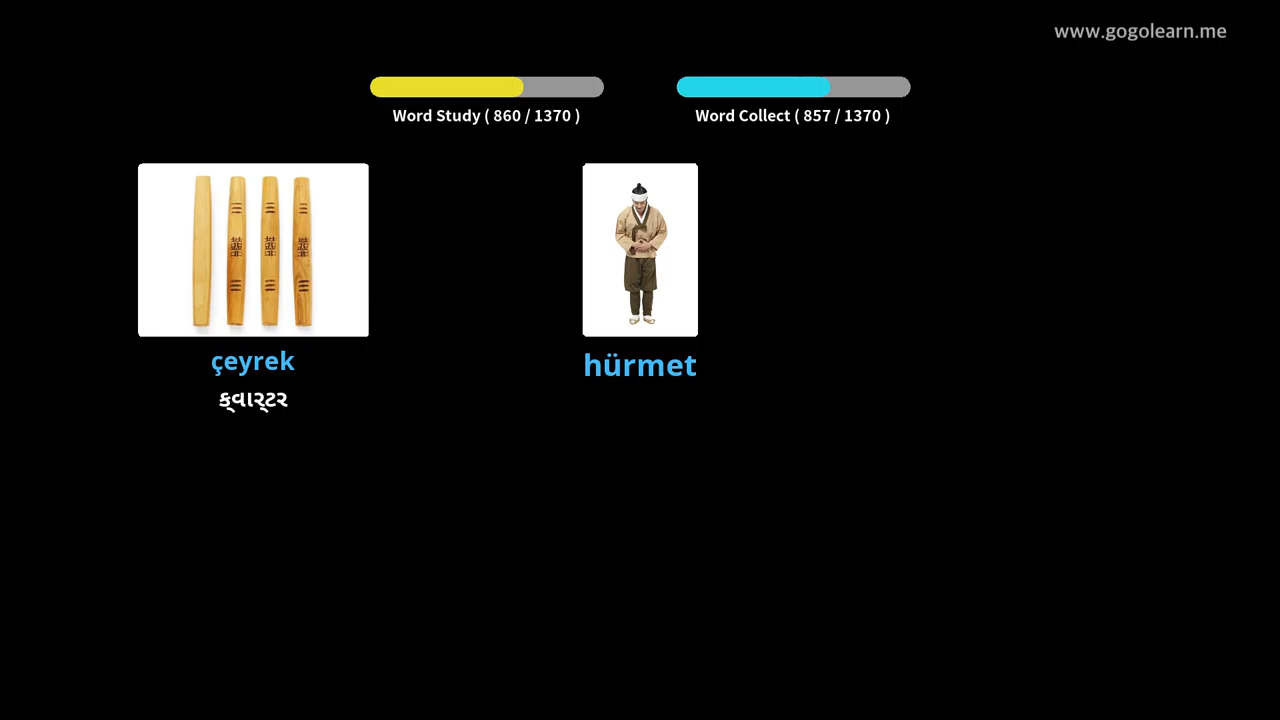 www.gogolearn.me
Word Study ( 860 / 1370 )
Word Collect ( 857 / 1370 )
çeyrek
hürmet
ક્વાર્ટર